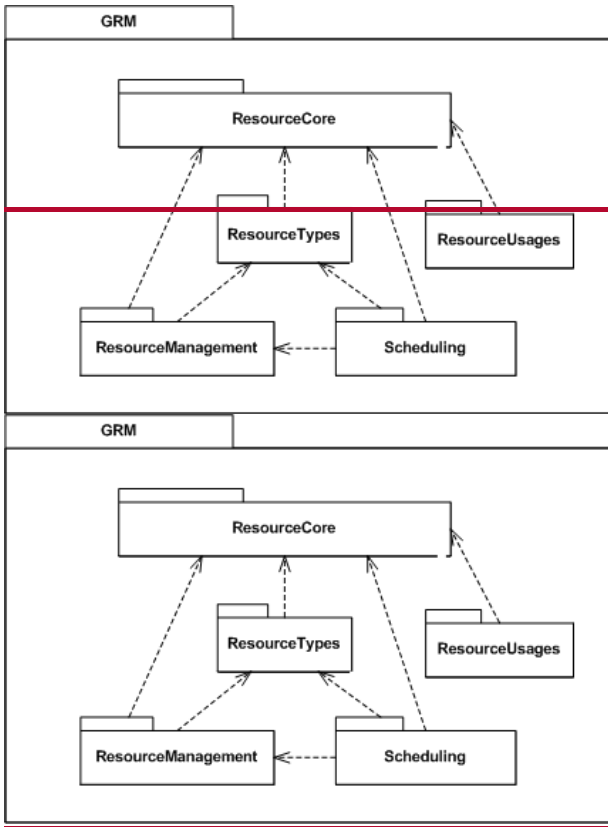 GRM
ResourceCore
ResourceTypes
ResourceUsages
ResourceManagement
Scheduling
GRM
ResourceCore
ResourceTypes
ResourceUsages
ResourceManagement
Scheduling